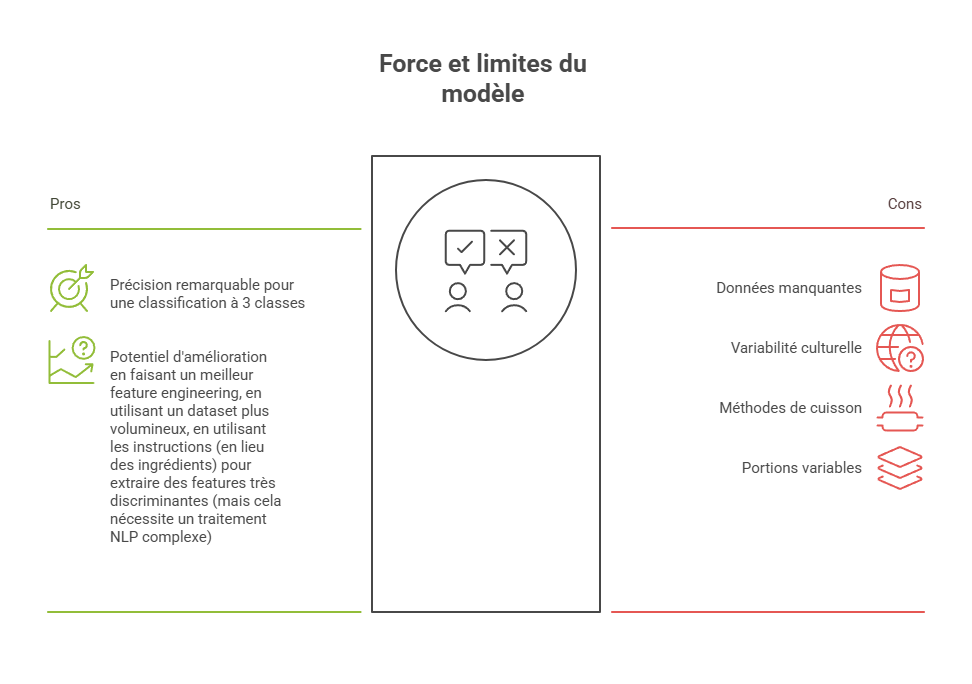 Force et limites du
modèle
Pros
Précision remarquable pour
une classification à 3 classes
?
Potentiel d'amélioration
en faisant un meilleur
feature engineering, en
utilisant un dataset plus
volumineux, en utilisant
les instructions (en lieu
des ingrédients) pour
extraire des features très
discriminantes (mais cela
nécessite un traitement
NLP complexe)
Cons
Données manquantes
Variabilité culturelle
?
Méthodes de cuisson
Portions variables